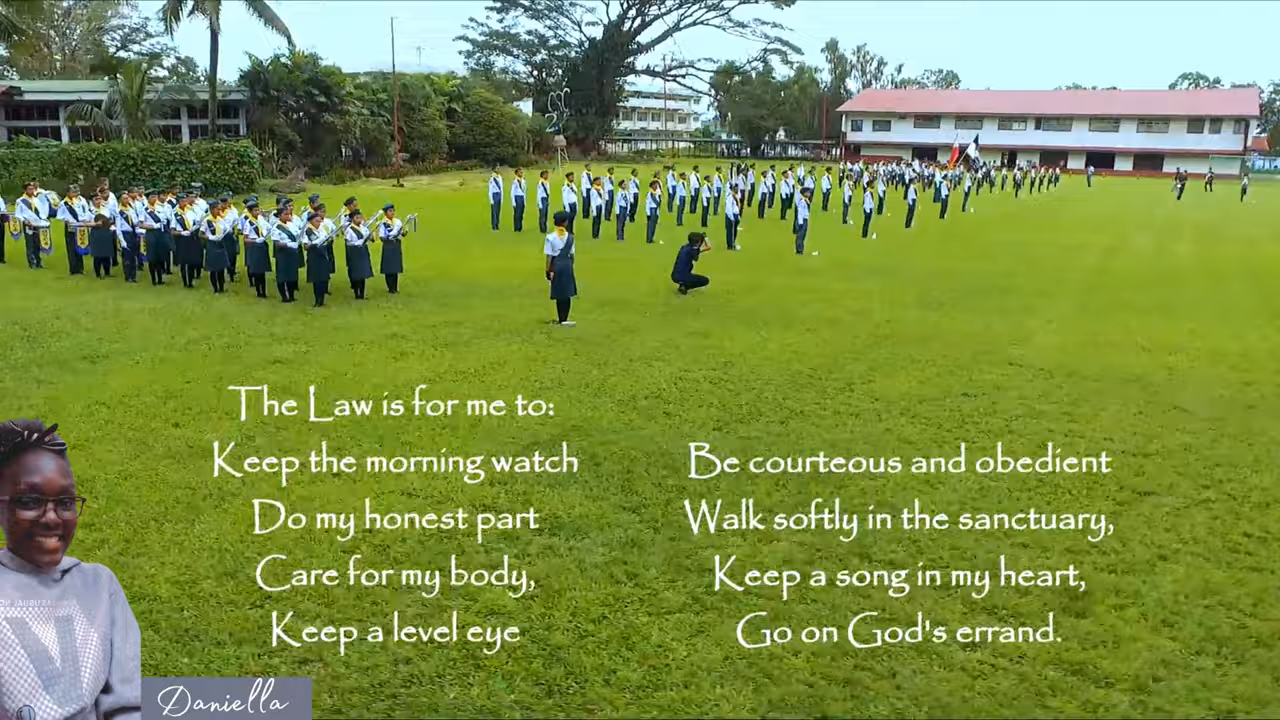 The Law is for me to:
Keep the morning watch
Do my honest part
Care for my body,
Keep a level eye
Be courteous and obedient
Walk softly in the sanctuary,
Keep a song in my heart,
Go on God's errand.
Daniella